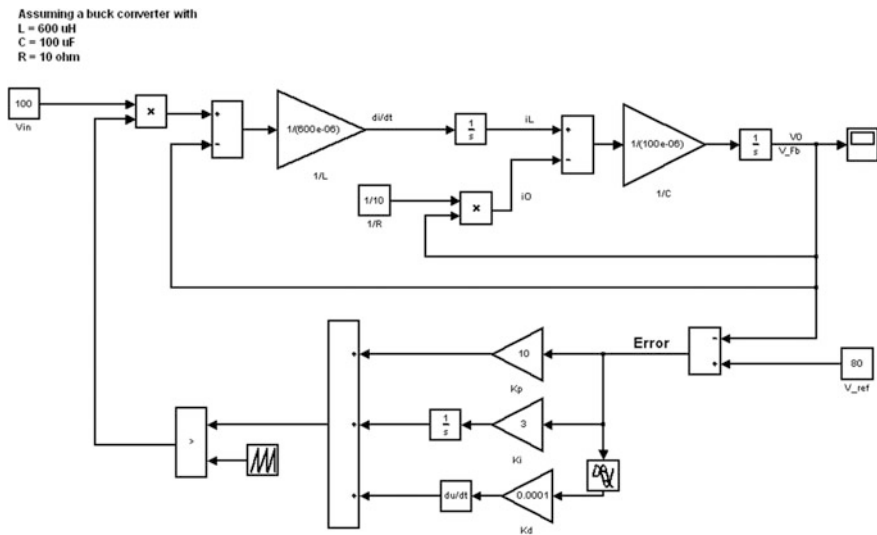 Assuming a buck converter with
L = 600 uH
C = 100 uF
R = 10 ohm
100
Vin
×
+
-
1/(600e-06)
1/L
di/dt
1
s
iL
+
-
1/(100e-06)
1/C
1
s
V0
V_Fb
1/10
1/R
×
iO
Error
-
+
80
V_ref
10
Kp
3
Ki
1
s
0.0001
Kd
du/dt
+
+
+
>